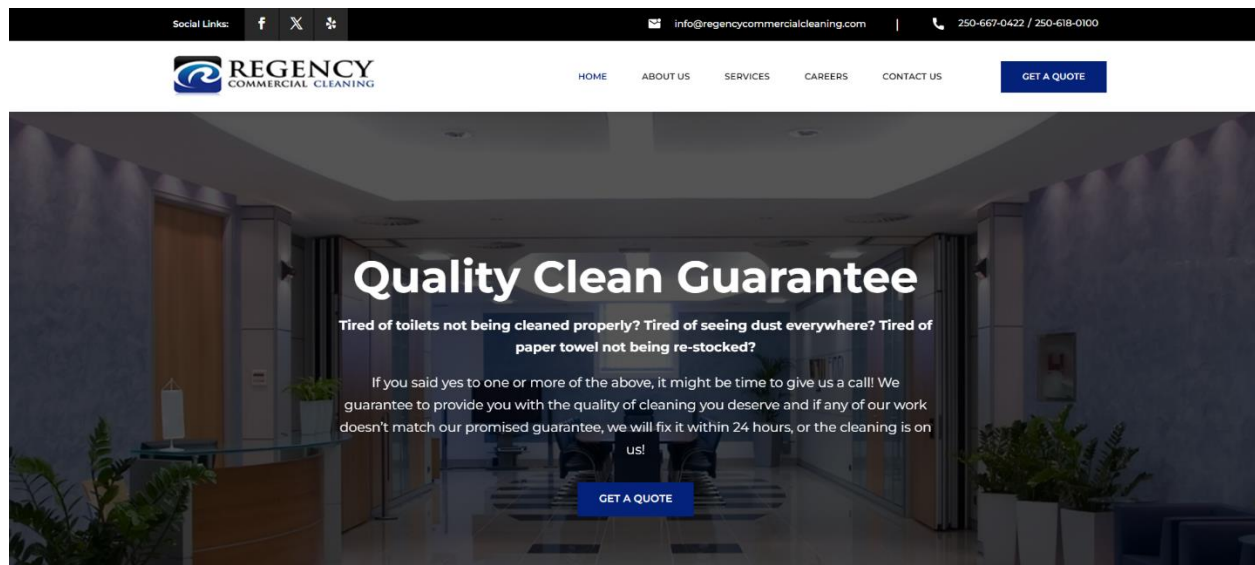 Social Links:
info@regencycommercialcleaning.com | 250-667-0422 / 250-618-0100
REGENCY
COMMERCIAL CLEANING
HOME ABOUT US SERVICES CAREERS CONTACT US GET A QUOTE
Quality Clean Guarantee
Tired of toilets not being cleaned properly? Tired of seeing dust everywhere? Tired of
paper towel not being re-stocked?
If you said yes to one or more of the above, it might be time to give us a call! We
guarantee to provide you with the quality of cleaning you deserve and if any of our work
doesn't match our promised guarantee, we will fix it within 24 hours, or the cleaning is on
us!
GET A QUOTE